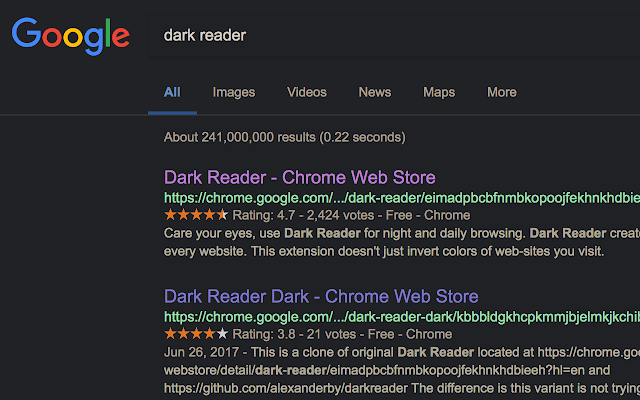 Google
dark reader
All Images Videos News Maps More
About 241,000,000 results (0.22 seconds)
Dark Reader - Chrome Web Store
https://chrome.google.com/.../dark-reader/eimadpbcbfnmbkopoojfekhnkhdbiee
Rating: 4.7 - 2,424 votes - Free - Chrome
Care your eyes, use Dark Reader for night and daily browsing. Dark Reader create
every website. This extension doesn't just invert colors of web-sites you visit.
Dark Reader Dark - Chrome Web Store
https://chrome.google.com/.../dark-reader-dark/kbbbldgkhcpkmmjbjelmkjkchib
Rating: 3.8 - 21 votes - Free - Chrome
Jun 26, 2017 - This is a clone of original Dark Reader located at https://chrome.goo
webstore/detail/dark-reader/eimadpbcbfnmbkopoojfekhnkhdbieeh?hl=en and
https://github.com/alexanderby/darkreader The difference is this variant is not trying